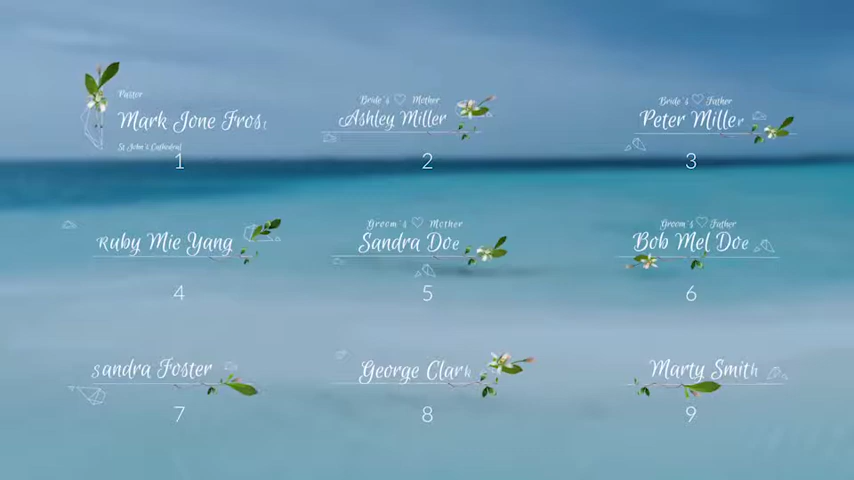 Pastor
Mark Jone Frost
St John's Cathedral
1
Bride's Mother
Ashley Miller
2
Bride's Father
Peter Miller
3
Ruby Mie Yang
4
Groom's Mother
Sandra Doe
5
Groom's Father
Bob Mel Doe
6
Sandra Foster
7
George Clark
8
Marty Smith
9